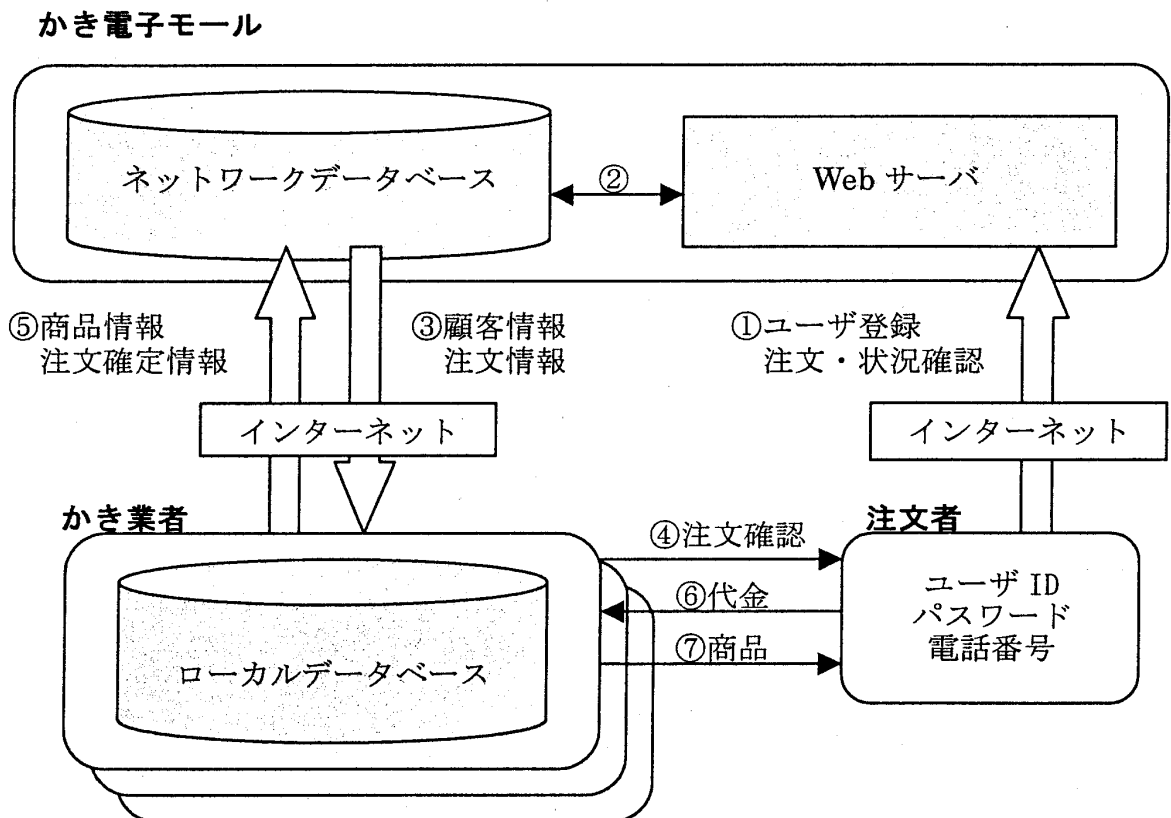 かき電子モール
ネットワークデータベース
②
Web サーバ
⑤商品情報
注文確定情報
③顧客情報
注文情報
①ユーザ登録
注文・状況確認
インターネット
インターネット
かき業者
注文者
④注文確認
⑥代金
⑦商品
ローカルデータベース
ユーザ ID
パスワード
電話番号